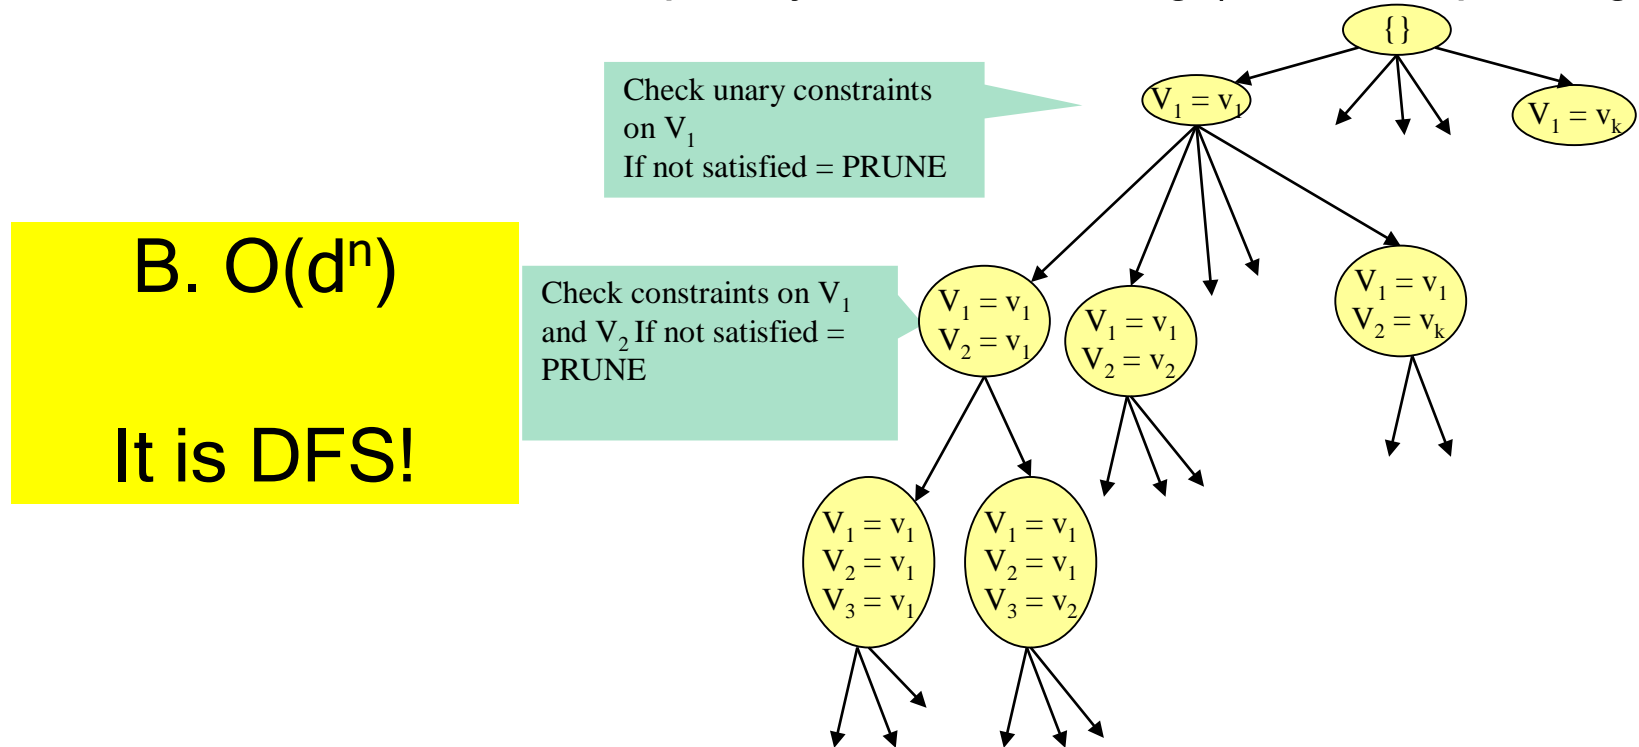 {}
Check unary constraints
on V₁
If not satisfied = PRUNE
V₁ = v₁
V₁ = vₖ
B. O(dⁿ)
It is DFS!
Check constraints on V₁
and V₂ If not satisfied =
PRUNE
V₁ = v₁
V₂ = v₁
V₁ = v₁
V₂ = v₂
V₁ = v₁
V₂ = vₖ
V₁ = v₁
V₂ = v₁
V₃ = v₁
V₁ = v₁
V₂ = v₁
V₃ = v₂